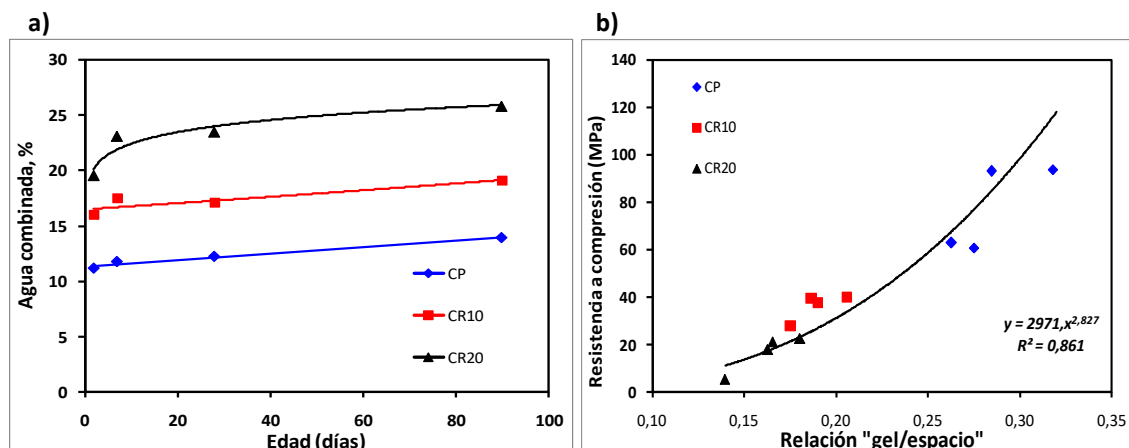 a)
Agua combinada, %
30
25
20
15
10
5
0
0
20
40
60
80
100
Edad (días)
CP
CR10
CR20
b)
Resistencia a compresión (MPa)
140
120
100
80
60
40
20
0
0,10
0,15
0,20
0,25
0,30
0,35
Relación "gel/espacio"
CP
CR10
CR20
y = 2971,x^2,827
R² = 0,861